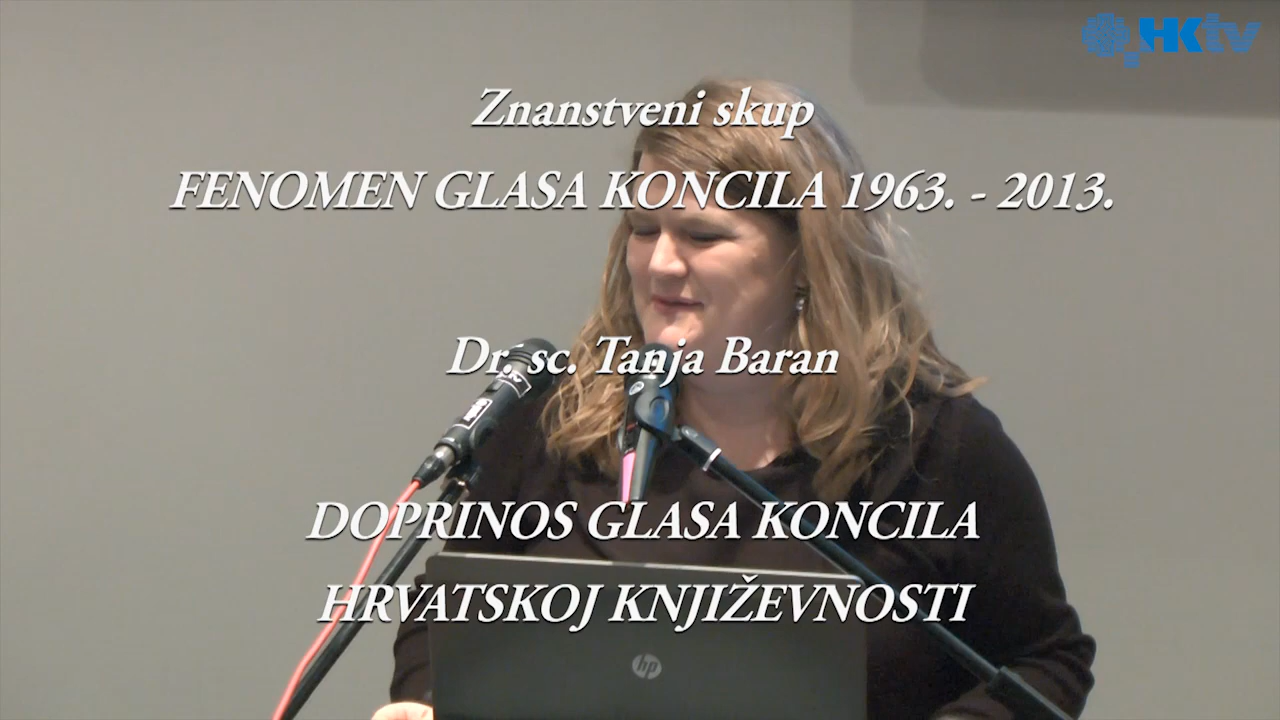 HKtv
Znanstveni skup
FENOMEN GLASA KONCILA 1963. - 2013.
Dr. sc. Tanja Baran
DOPRINOS GLASA KONCILA
HRVATSKOJ KNJIŽEVNOSTI
hp